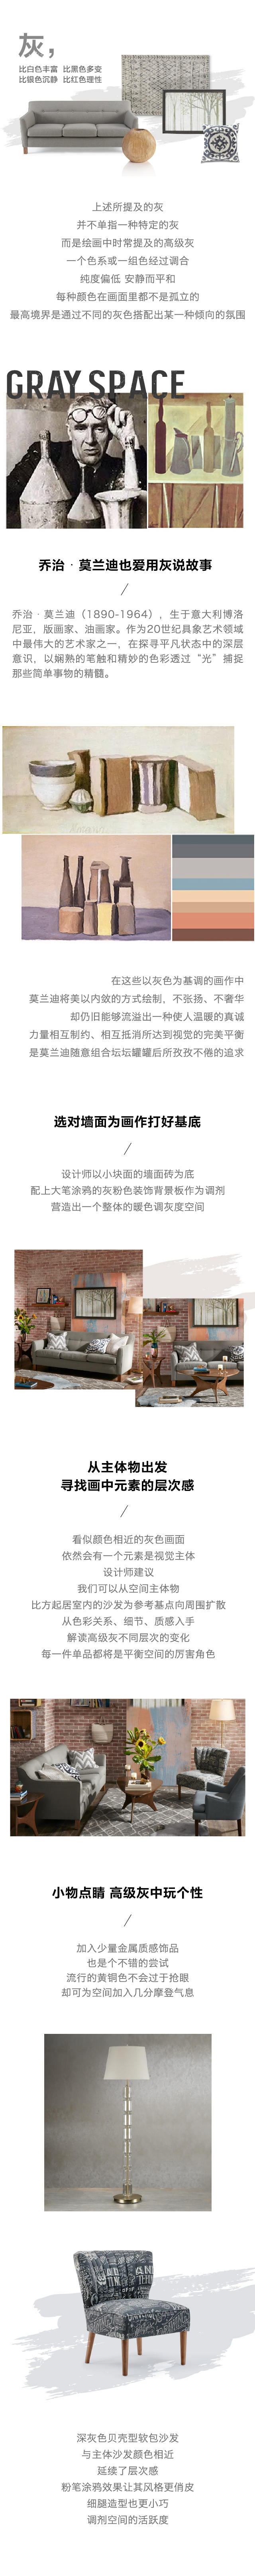 灰，
比白色丰富 比黑色多变
比银色沉静 比红色理性
上述所提及的灰
并不单指一种特定的灰
而是绘画中时常提及的高级灰
一个色系或一组色经过调合
纯度偏低 安静而平和
每种颜色在画面里都不是孤立的
最高境界是通过不同的灰色搭配出某一种倾向的氛围
GRAY SPACE
乔治 · 莫兰迪也爱用灰说故事
乔治 · 莫兰迪（1890-1964），生于意大利博洛
尼亚，版画家、油画家。作为20世纪具象艺术领域
中最伟大的艺术家之一，在探寻平凡状态中的深层
意识，以娴熟的笔触和精妙的色彩透过“光”捕捉
那些简单事物的精髓。
在这些以灰色为基调的画作中
莫兰迪将美以内敛的方式绘制，不张扬、不奢华
却仍旧能够流溢出一种使人温暖的真诚
力量相互制约、相互抵消所达到视觉的完美平衡
是莫兰迪随意组合坛坛罐罐后所孜孜不倦的追求
选对墙面为画作打好基底
设计师以小块面的墙面砖为底
配上大笔涂鸦的灰粉色装饰背景板作为调剂
营造出一个整体的暖色调灰度空间
从主体物出发
寻找画中元素的层次感
看似颜色相近的灰色画面
依然会有一个元素是视觉主体
设计师建议
我们可以从空间主体物
比方起居室内的沙发为参考基点向周围扩散
从色彩关系、细节、质感入手
解读高级灰不同层次的变化
每一件单品都将是平衡空间的厉害角色
小物点睛 高级灰中玩个性
加入少量金属质感饰品
也是个不错的尝试
流行的黄铜色不会过于抢眼
却可为空间加入几分摩登气息
深灰色贝壳型软包沙发
与主体沙发颜色相近
延续了层次感
粉笔涂鸦效果让其风格更俏皮
细腿造型也更小巧
调剂空间的活跃度